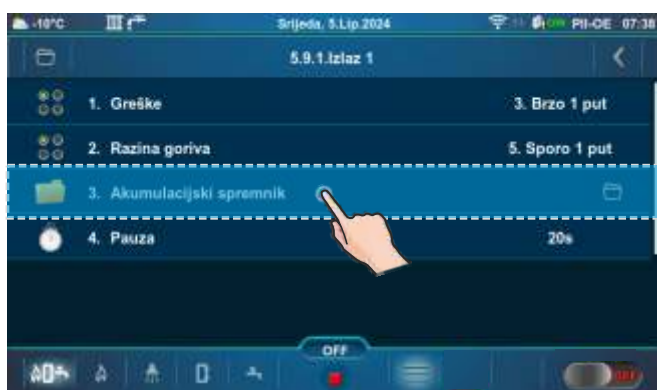 -10°C Srijeda, 5.Lip.2024 PII-OE 07:38
5.9.1.Izlaz 1
1. Greške 3. Brzo 1 put
2. Razina goriva 5. Sporo 1 put
3. Akumulacijski spremnik
4. Pauza 20s
OFF
OFF